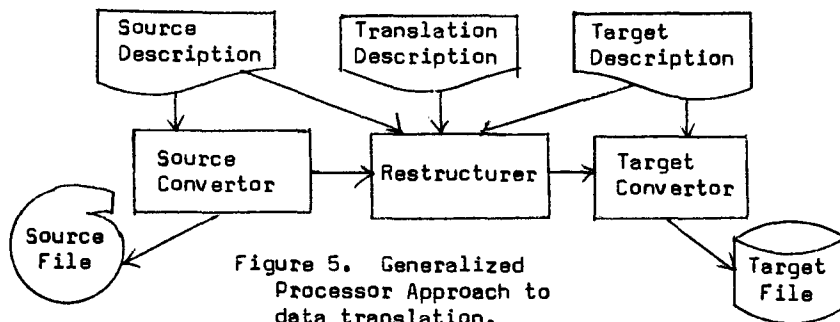 Source
Description
Translation
Description
Target
Description
Source
Convertor
Restructurer
Target
Convertor
Source
File
Target
File
Figure 5. Generalized
Processor Approach to
data translation.